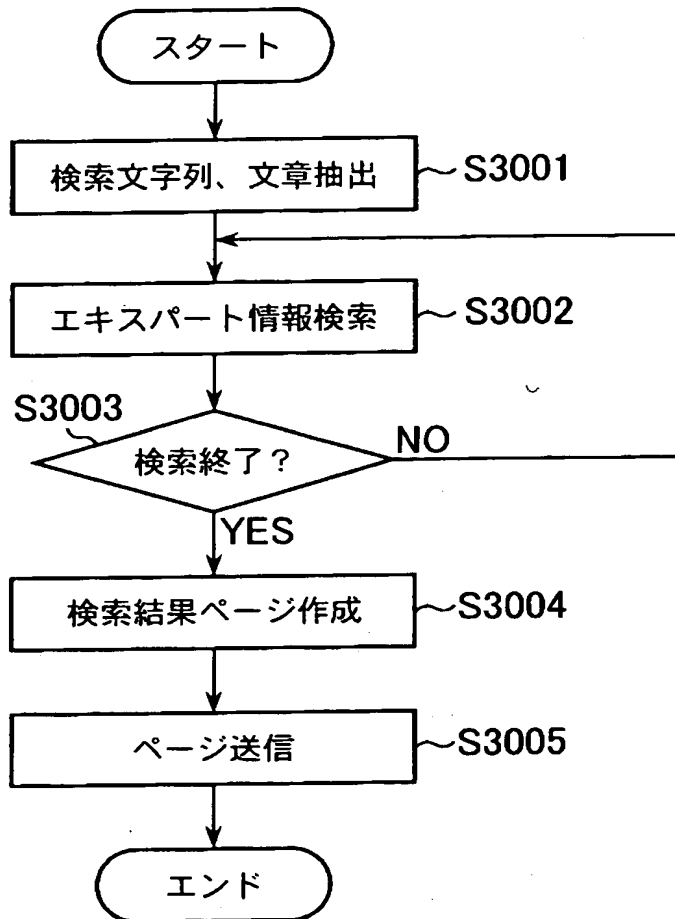 スタート
検索文字列、文章抽出
S3001
エキスパート情報検索
S3002
S3003
検索終了？
NO
YES
検索結果ページ作成
S3004
ページ送信
S3005
エンド